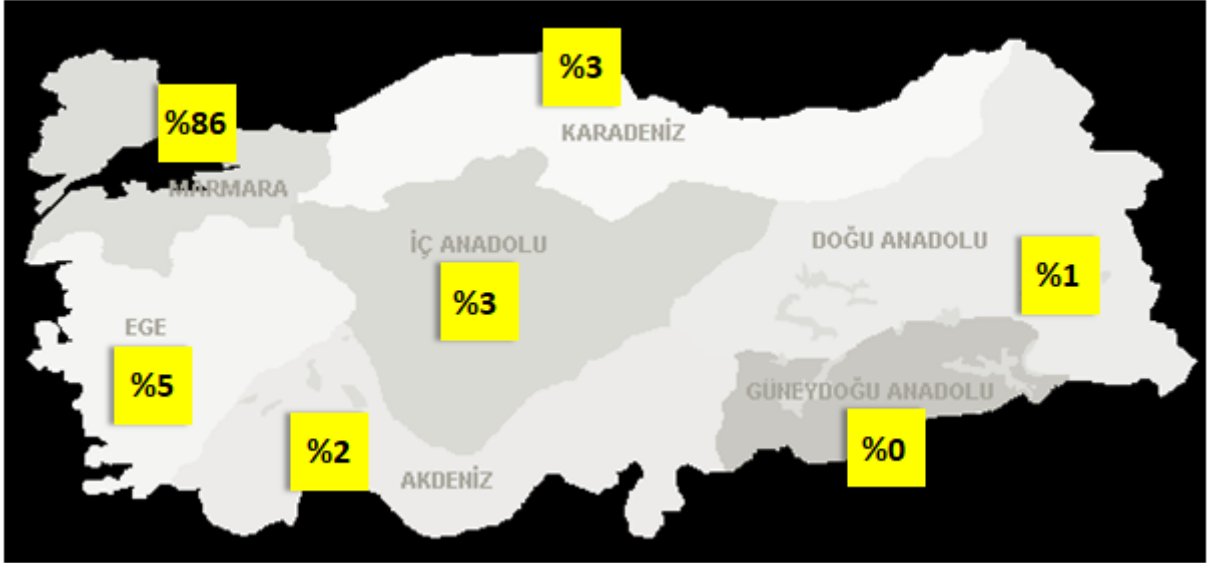 %3
%86
KARADENİZ
MARMARA
İÇ ANADOLU
DOĞU ANADOLU
%3
%1
EGE
%5
GÜNEYDOĞU ANADOLU
%2
%0
AKDENİZ